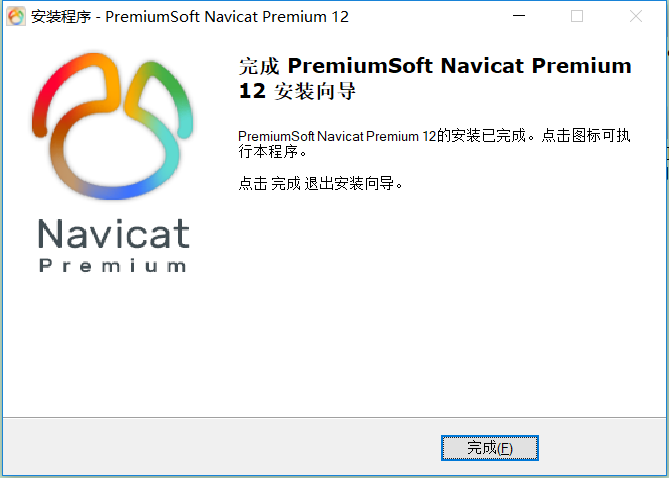 安装程序 - PremiumSoft Navicat Premium 12
完成 PremiumSoft Navicat Premium
12 安装向导
PremiumSoft Navicat Premium 12的安装已完成。点击图标可执
行本程序。
点击 完成 退出安装向导。
Navicat
Premium
完成(F)